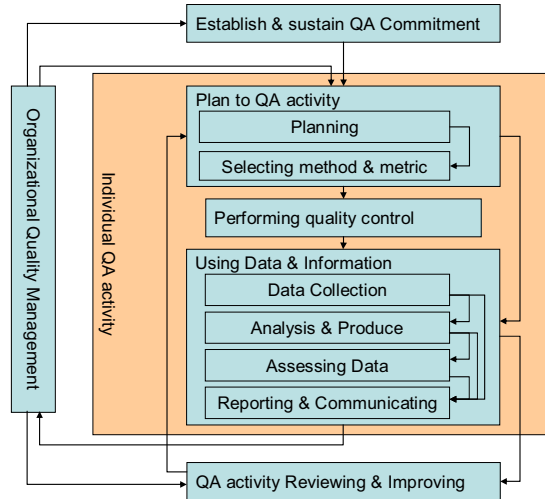 Establish & sustain QA Commitment
Organizational Quality Management
Individual QA activity
Plan to QA activity
Planning
Selecting method & metric
Performing quality control
Using Data & Information
Data Collection
Analysis & Produce
Assessing Data
Reporting & Communicating
QA activity Reviewing & Improving